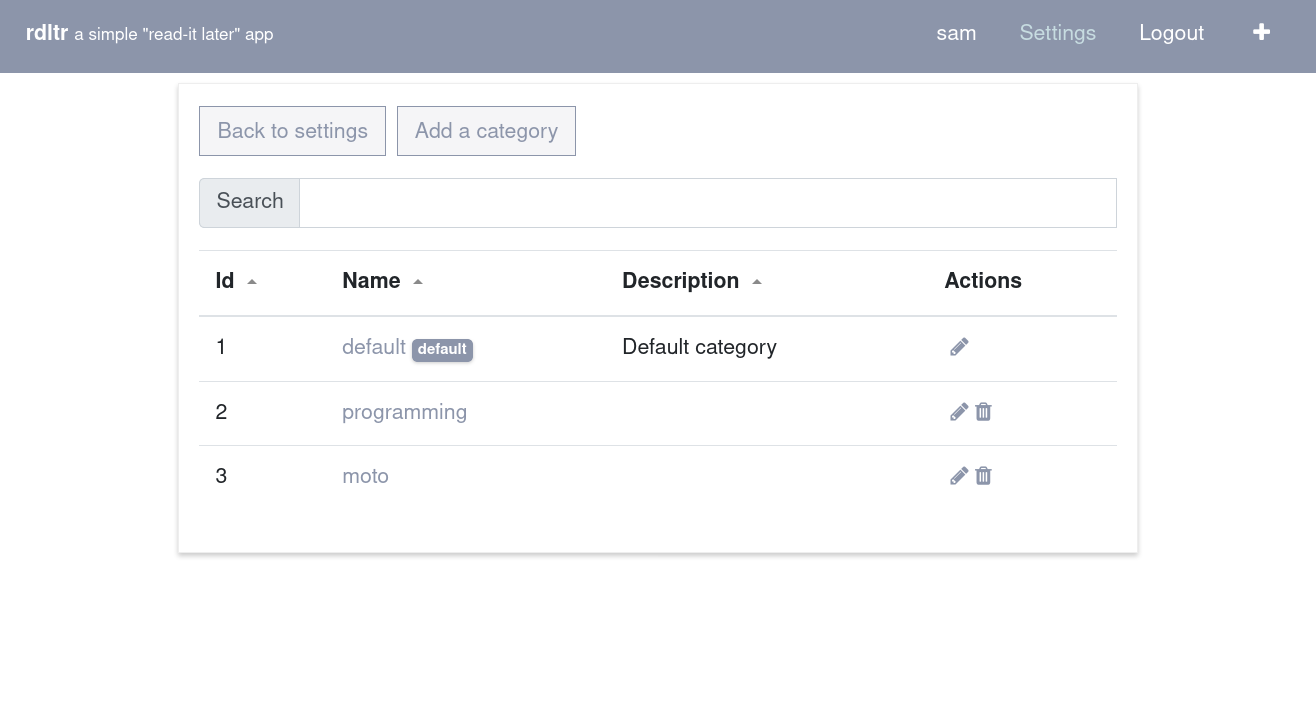 rdltr a simple "read-it later" app sam Settings Logout
Back to settings Add a category
Search
Id Name Description Actions
1 default default Default category
2 programming
3 moto